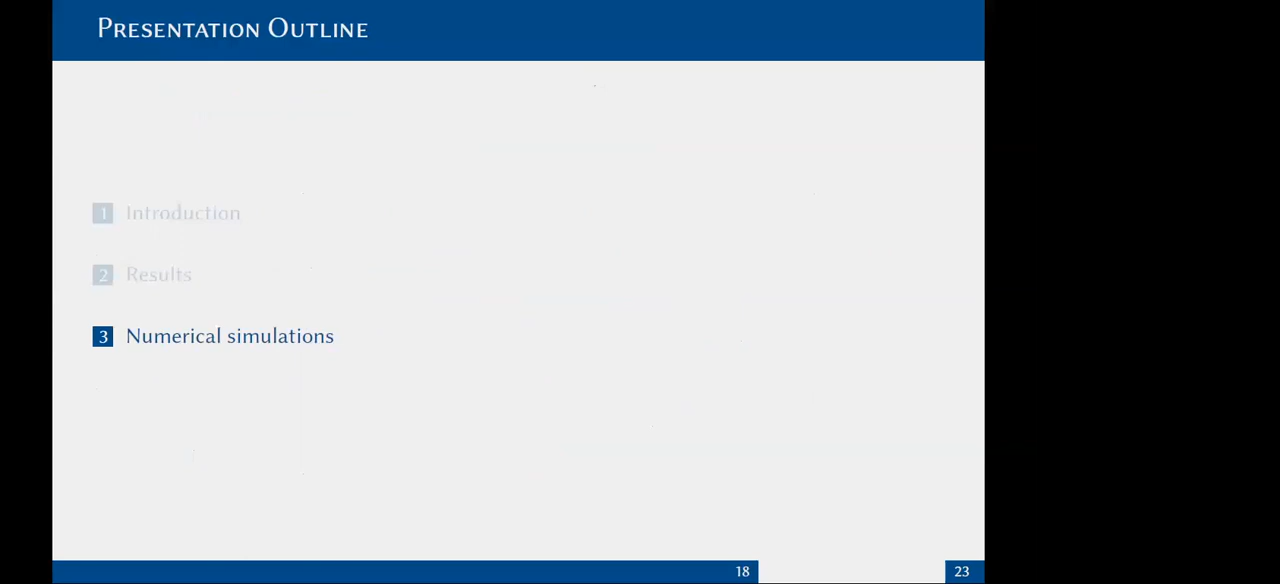 Presentation Outline
1 Introduction
2 Results
3 Numerical simulations
18 23